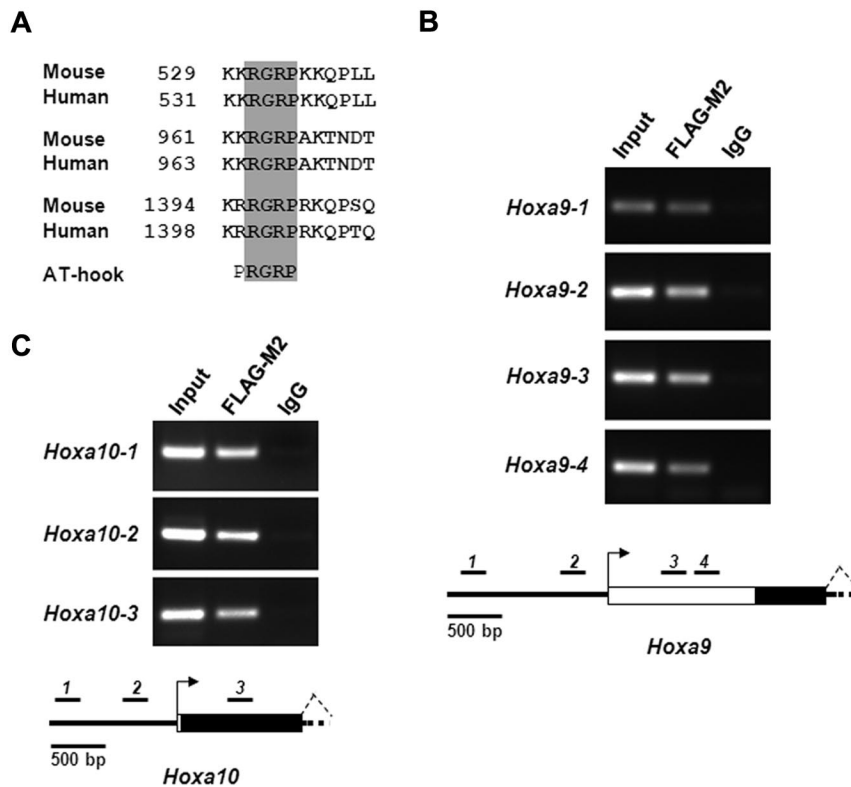 A
Mouse 529 KKRGRPKKQPLL
Human 531 KKRGRPKKQPLL
Mouse 961 KKRGRPAKTNDT
Human 963 KKRGRPAKTNDT
Mouse 1394 KRRGRPRKQPSQ
Human 1398 KRRGRPRKQPTQ
AT-hook PRGRP
B
Input FLAG-M2 IgG
Hoxa9-1
Hoxa9-2
Hoxa9-3
Hoxa9-4
1 2 3 4
500 bp
Hoxa9
C
Input FLAG-M2 IgG
Hoxa10-1
Hoxa10-2
Hoxa10-3
1 2 3
500 bp
Hoxa10